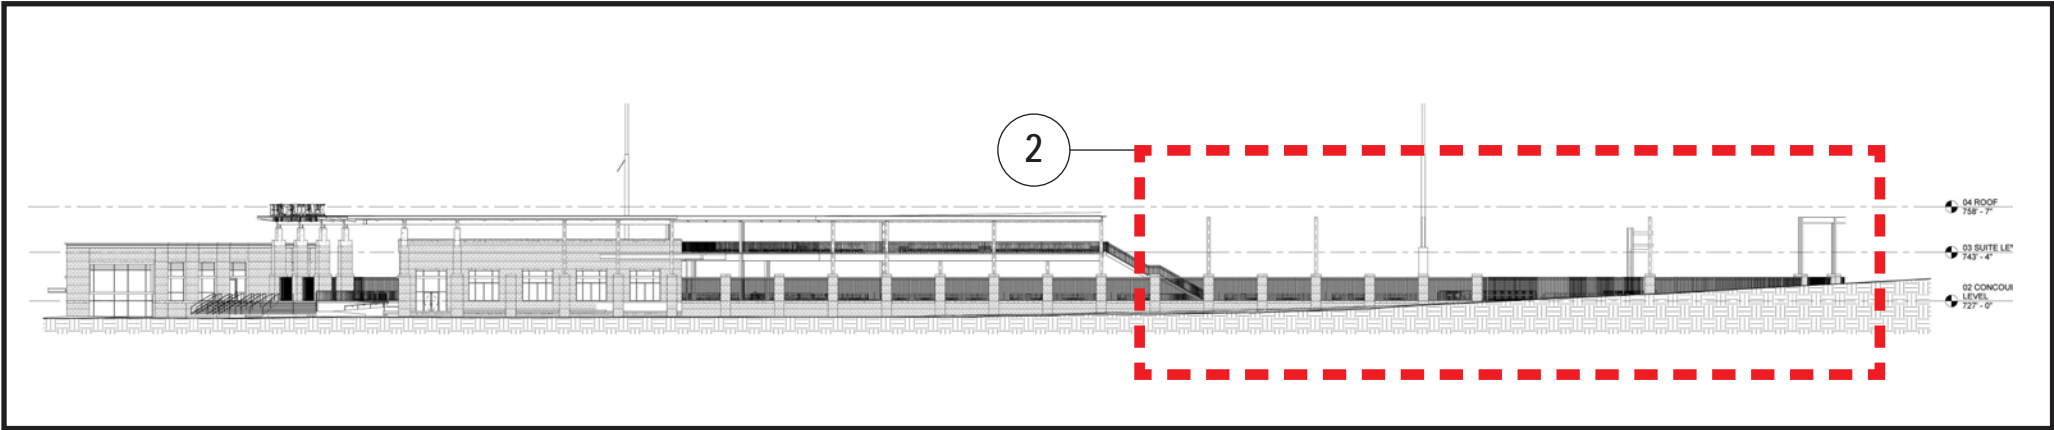 2
04 ROOF
758' - 7"
03 SUITE LE
743' - 4"
02 CONCOU
LEVEL
727' - 0"